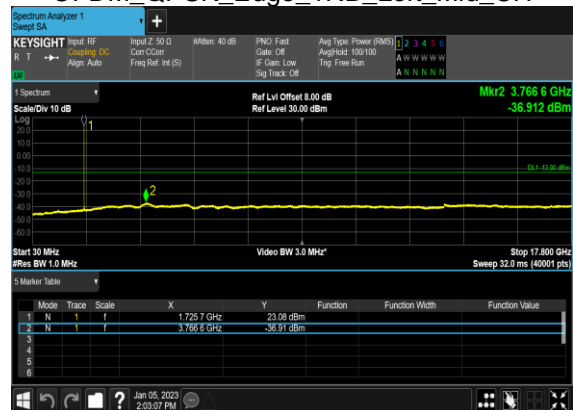 Spectrum Analyzer 1
Swept SA
+
KEYSIGHT
R T
LW
Input: RF
Coupling: DC
Align: Auto
Input Z: 50 Ω
Corr CCorr
Freq Ref: Int (S)
#Atten: 40 dB
PNO: Fast
Gate: Off
IF Gain: Low
Sig Track: Off
Avg Type: Power (RMS)
Avg|Hold: 100/100
Trig: Free Run
1 2 3 4 5 6
A W W W W W
A N N N N N
1 Spectrum
Scale/Div 10 dB
Ref Lvl Offset 8.00 dB
Ref Level 30.00 dBm
Mkr2 3.766 6 GHz
-36.912 dBm
Log
1
20.0
10.0
0.00
-10.0
DL1 -13.00 dBm
-20.0
2
-30.0
-40.0
-50.0
-60.0
Start 30 MHz
#Res BW 1.0 MHz
Video BW 3.0 MHz*
Stop 17.800 GHz
Sweep 32.0 ms (40001 pts)
5 Marker Table
Mode Trace Scale X Y Function Function Width Function Value
1 N 1 f 1.725 7 GHz 23.08 dBm
2 N 1 f 3.766 6 GHz -36.91 dBm
3
4
5
6
?
Jan 05, 2023
2:03:07 PM